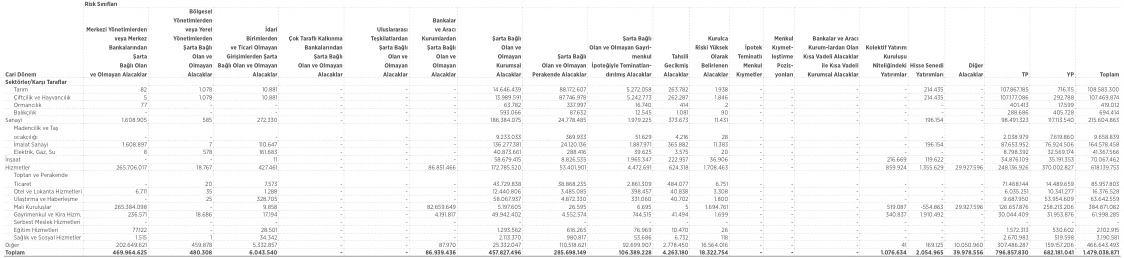 Risk Sınıfları
Bölgesel
Yönetimlerden Bankalar
Merkezi Yönetimlerden veya Yerel İdari ve Aracı Kurulca Menkul
veya Merkez Yönetimlerden Birimlerden Çok Taraflı Kalkınma Uluslararası Kurumlardan Şarta Bağlı Şarta Bağlı Riski Yüksek İpotek Kıymet- Bankalar ve Aracı Kolektif Yatırım
Bankalarından Şarta Bağlı ve Ticari Olmayan Bankalarından Teşkilatlardan Şarta Bağlı Olan ve Şarta Bağlı Olan ve Olmayan Gayri- Tahsili Olarak Teminatlı leştirme Kurum-lardan Olan Kuruluşu
Şarta Olan ve Girişimlerden Şarta Şarta Bağlı Şarta Bağlı Olan ve Olmayan Olan ve menkul Gecikmiş Belirlenen Menkul Pozis- Kısa Vadeli Alacaklar Niteliğindeki Hisse Senedi Diğer
Bağlı Olan Olmayan Bağlı Olan ve Olmayan Olan ve Olmayan Olan ve Olmayan Olmayan Kurumsal Olmayan İpoteğiyle Teminatlan- Alacaklar Alacaklar Kıymetler yonları ile Kısa Vadeli Yatırımlar Yatırımları Alacaklar
Cari Dönem ve Olmayan Alacaklar Alacaklar Alacaklar Alacaklar Alacaklar Alacaklar Alacaklar Perakende Alacaklar dırılmış Alacaklar Kurumsal Alacaklar TP YP Toplam
Sektörler/Karşı Taraflar
Tarım 82 1.078 10.881 - - - 14.646.439 88.172.607 5.272.058 263.782 1.938 - - - - 214.435 - 107.867.185 716.115 108.583.300
Çiftçilik ve Hayvancılık 5 1.078 10.881 - - - 13.989.591 87.746.978 5.242.773 262.287 1.846 - - - - 214.435 - 107.177.086 292.788 107.469.874
Ormancılık 77 - - - - - 63.782 337.997 16.740 414 2 - - - - - - 401.413 17.599 419.012
Balıkçılık - - - - - - 593.066 87.632 12.545 1.081 90 - - - - - - 288.686 405.728 694.414
Sanayi 1.608.905 585 272.330 - - - 186.384.075 24.778.485 1.979.225 373.673 11.431 - - - - 196.154 - 98.491.323 117.113.540 215.604.863
Madencilik ve Taş
ocakçılığı - - - - - - 9.233.033 369.933 51.629 4.216 28 - - - - - - 2.038.979 7.619.860 9.658.839
İmalat Sanayi 1.608.897 7 110.647 - - - 136.277.381 24.120.136 1.887.971 365.882 11.383 - - - - 196.154 - 87.653.952 76.924.506 164.578.458
Elektrik, Gaz, Su 8 578 161.683 - - - 40.873.661 288.416 39.625 3.575 20 - - - - - - 8.798.392 32.569.174 41.367.566
İnşaat - - 11 - - - 58.679.415 8.826.535 1.965.347 222.957 36.906 - - - 216.669 119.622 - 34.876.109 35.191.353 70.067.462
Hizmetler 265.706.017 18.767 427.461 - - 86.851.466 172.785.520 53.401.901 4.472.691 624.318 1.708.463 - - - 859.924 1.355.629 29.927.596 248.136.926 370.002.827 618.139.753
Toptan ve Perakende
Ticaret - 20 7.573 - - - 43.729.838 38.868.235 2.861.309 484.077 6.751 - - - - - - 71.468.144 14.489.659 85.957.803
Otel ve Lokanta Hizmetleri 6.711 35 1.288 - - - 12.440.806 3.485.085 398.457 40.838 3.308 - - - - - - 6.035.251 10.341.277 16.376.528
Ulaştırma ve Haberleşme - 25 328.705 - - - 58.067.937 4.872.330 331.060 40.702 1.800 - - - - - - 9.687.950 53.954.609 63.642.559
Mali Kuruluşlar 265.384.098 - - - - 82.659.649 5.197.605 26.595 6.695 5 1.694.761 - - - 519.087 -554.863 29.927.596 126.657.876 258.213.206 384.871.082
Gayrimenkul ve Kira Hizm. 236.571 18.686 17.194 - - 4.191.817 49.942.402 4.552.574 744.515 41.494 1.699 - - - 340.837 1.910.492 - 30.044.409 31.953.876 61.998.285
Serbest Meslek Hizmetleri
Eğitim Hizmetleri 77.122 - 28.501 - - - 1.293.562 616.265 76.969 10.470 26 - - - - - - 1.572.313 530.602 2.102.915
Sağlık ve Sosyal Hizmetler 1.515 1 34.342 - - - 2.113.370 980.817 53.686 6.732 118 - - - - - - 2.670.983 519.598 3.190.581
Diğer 202.649.621 459.878 5.332.857 - - 87.970 25.332.047 110.518.621 92.699.907 2.778.450 16.564.016 - - - 41 169.125 10.050.960 307.486.287 159.157.206 466.643.493
Toplam 469.964.625 480.308 6.043.540 - - 86.939.436 457.827.496 285.698.149 106.389.228 4.263.180 18.322.754 - - - 1.076.634 2.054.965 39.978.556 796.857.830 682.181.041 1.479.038.871